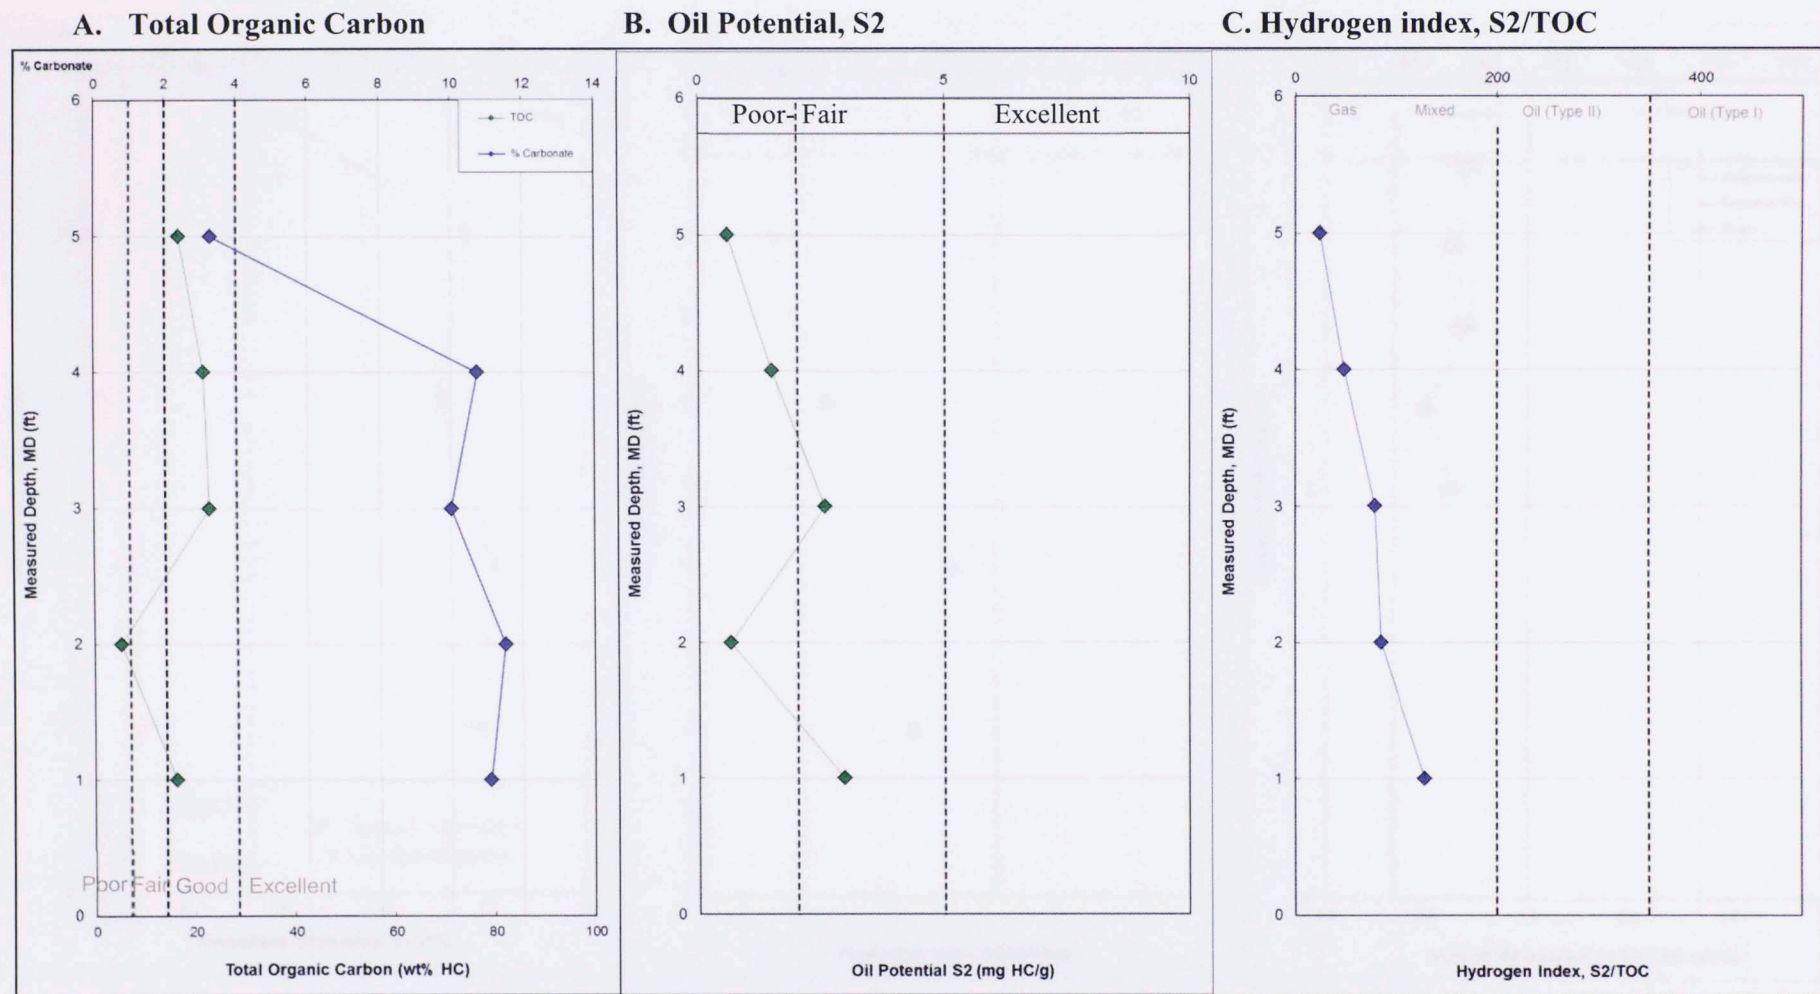 A. Total Organic Carbon
% Carbonate
0 2 4 6 8 10 12 14
TOC
% Carbonate
6
5
4
3
2
1
0
Measured Depth, MD (ft)
Poor Fair Good Excellent
0 20 40 60 80 100
Total Organic Carbon (wt% HC)
B. Oil Potential, S2
0 5 10
Poor- Fair Excellent
6
5
4
3
2
1
0
Measured Depth, MD (ft)
Oil Potential S2 (mg HC/g)
C. Hydrogen index, S2/TOC
0 200 400
Gas Mixed Oil (Type II) Oil (Type I)
6
5
4
3
2
1
0
Measured Depth, MD (ft)
Hydrogen Index, S2/TOC